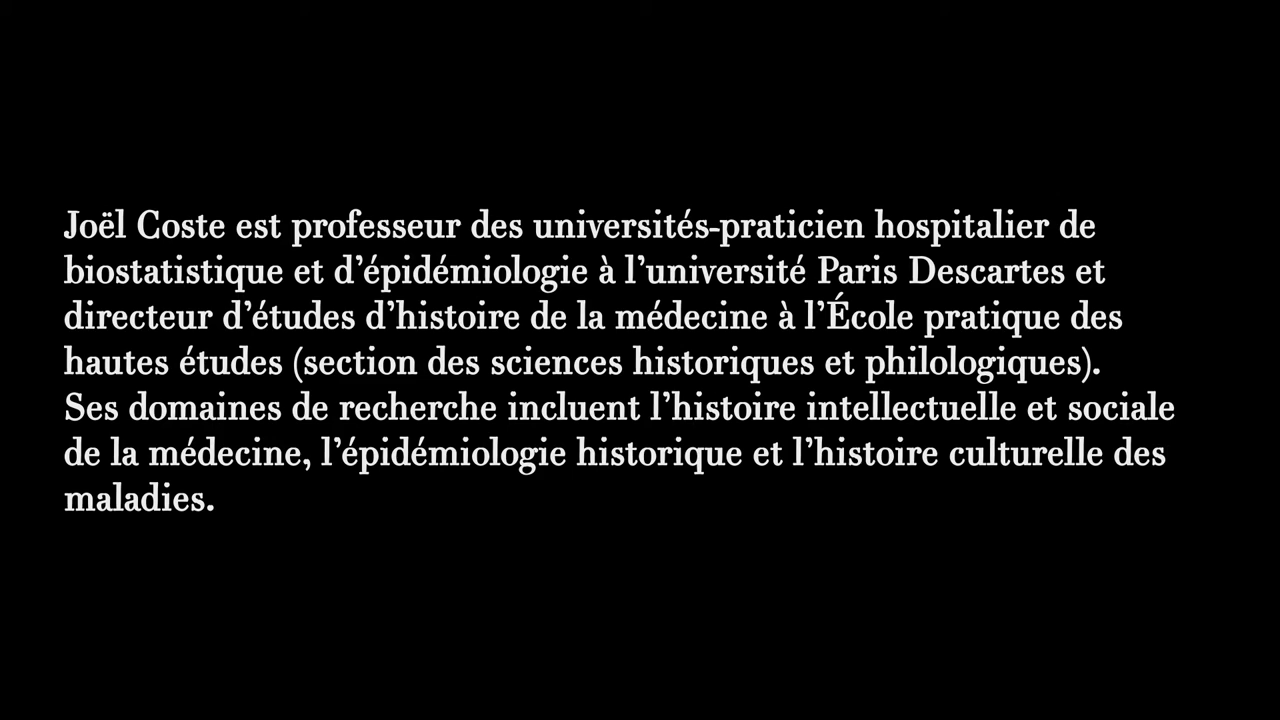 Joël Coste est professeur des universités-praticien hospitalier de
biostatistique et d’épidémiologie à l’université Paris Descartes et
directeur d’études d’histoire de la médecine à l’École pratique des
hautes études (section des sciences historiques et philologiques).
Ses domaines de recherche incluent l’histoire intellectuelle et sociale
de la médecine, l’épidémiologie historique et l’histoire culturelle des
maladies.